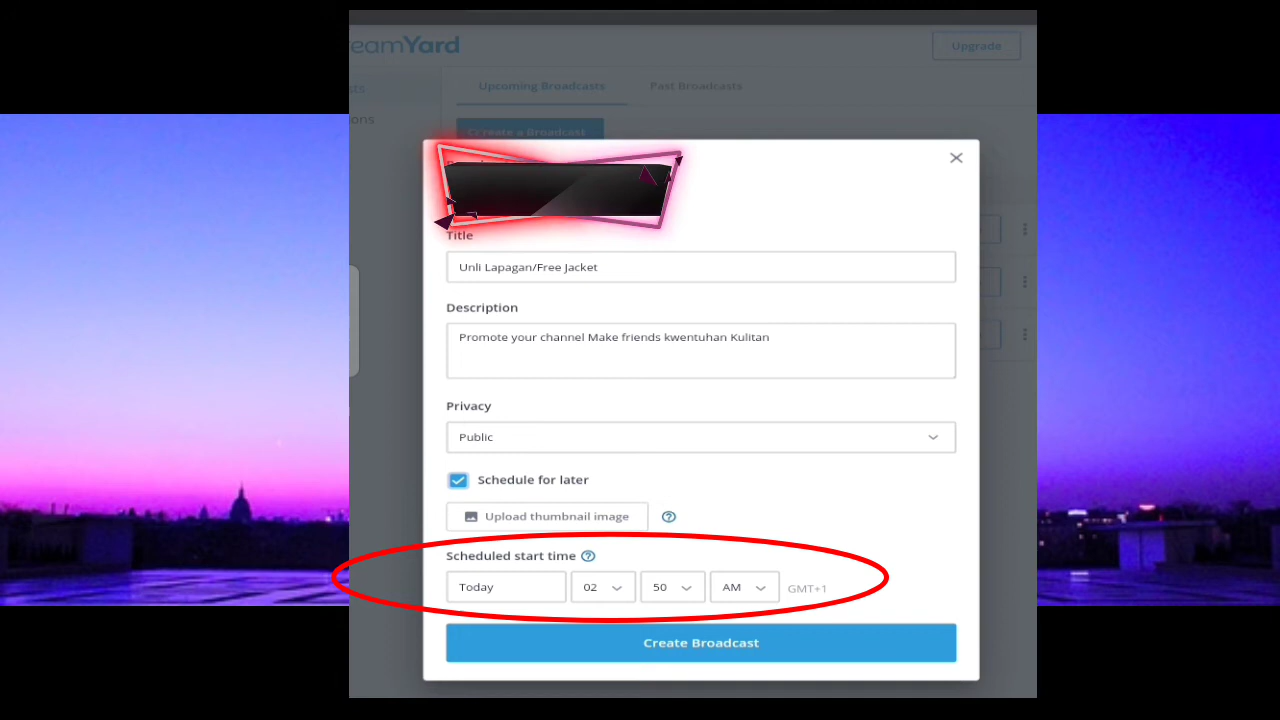 eamYard
Upgrade
sts
Upcoming Broadcasts
Past Broadcasts
ons
Create a Broadcast
Title
Unli Lapagan/Free Jacket
Description
Promote your channel Make friends kwentuhan Kulitan
Privacy
Public
Schedule for later
Upload thumbnail image
Scheduled start time
Today 02 50 AM GMT+1
Create Broadcast